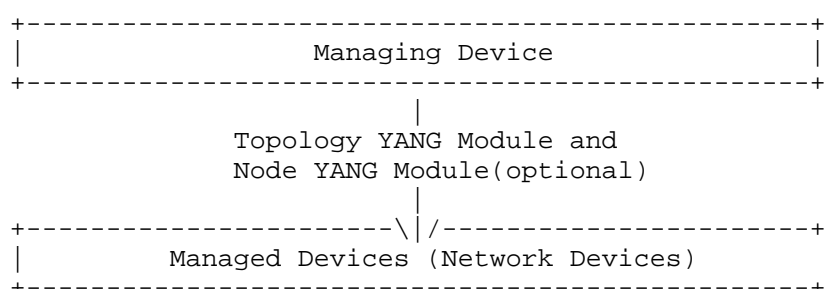 Managing Device
Topology YANG Module and
Node YANG Module(optional)
Managed Devices (Network Devices)